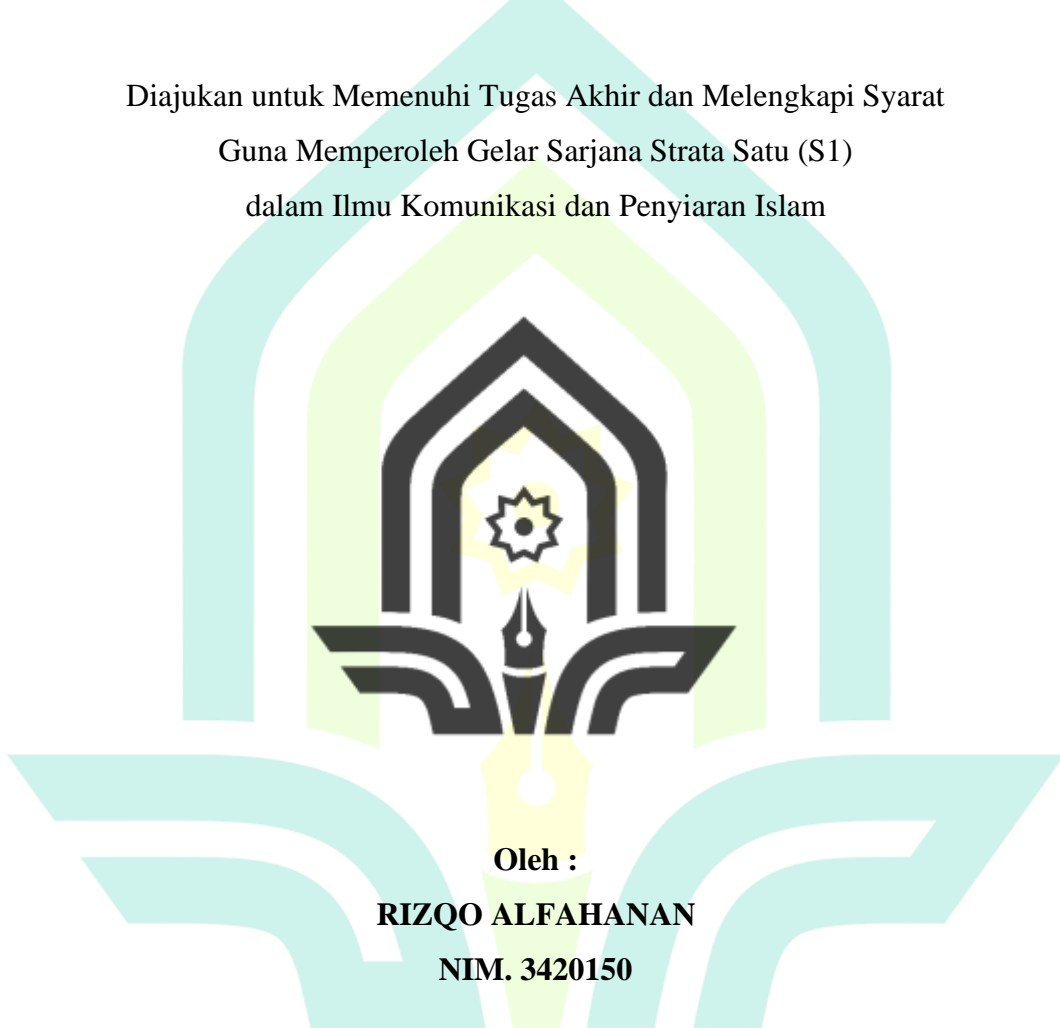 Diajukan untuk Memenuhi Tugas Akhir dan Melengkapi Syarat
Guna Memperoleh Gelar Sarjana Strata Satu (S1)
dalam Ilmu Komunikasi dan Penyiaran Islam
Oleh :
RIZQO ALFAHANAN
NIM. 3420150